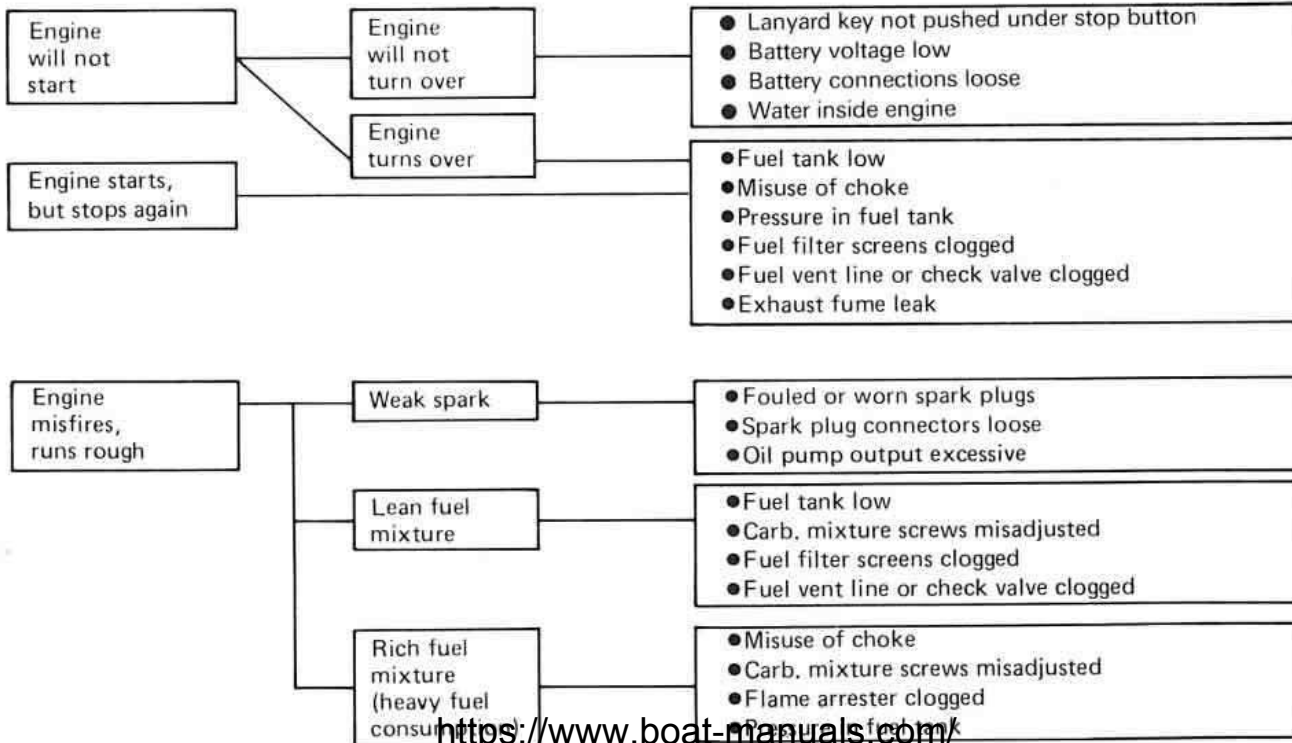 Engine
will not
start
Engine
will not
turn over
● Lanyard key not pushed under stop button
● Battery voltage low
● Battery connections loose
● Water inside engine
Engine
turns over
Engine starts,
but stops again
● Fuel tank low
● Misuse of choke
● Pressure in fuel tank
● Fuel filter screens clogged
● Fuel vent line or check valve clogged
● Exhaust fume leak
Engine
misfires,
runs rough
Weak spark
● Fouled or worn spark plugs
● Spark plug connectors loose
● Oil pump output excessive
Lean fuel
mixture
● Fuel tank low
● Carb. mixture screws misadjusted
● Fuel filter screens clogged
● Fuel vent line or check valve clogged
Rich fuel
mixture
(heavy fuel
consumption)
● Misuse of choke
● Carb. mixture screws misadjusted
● Flame arrester clogged
● Pressure in fuel tank
https://www.boat-manuals.com/